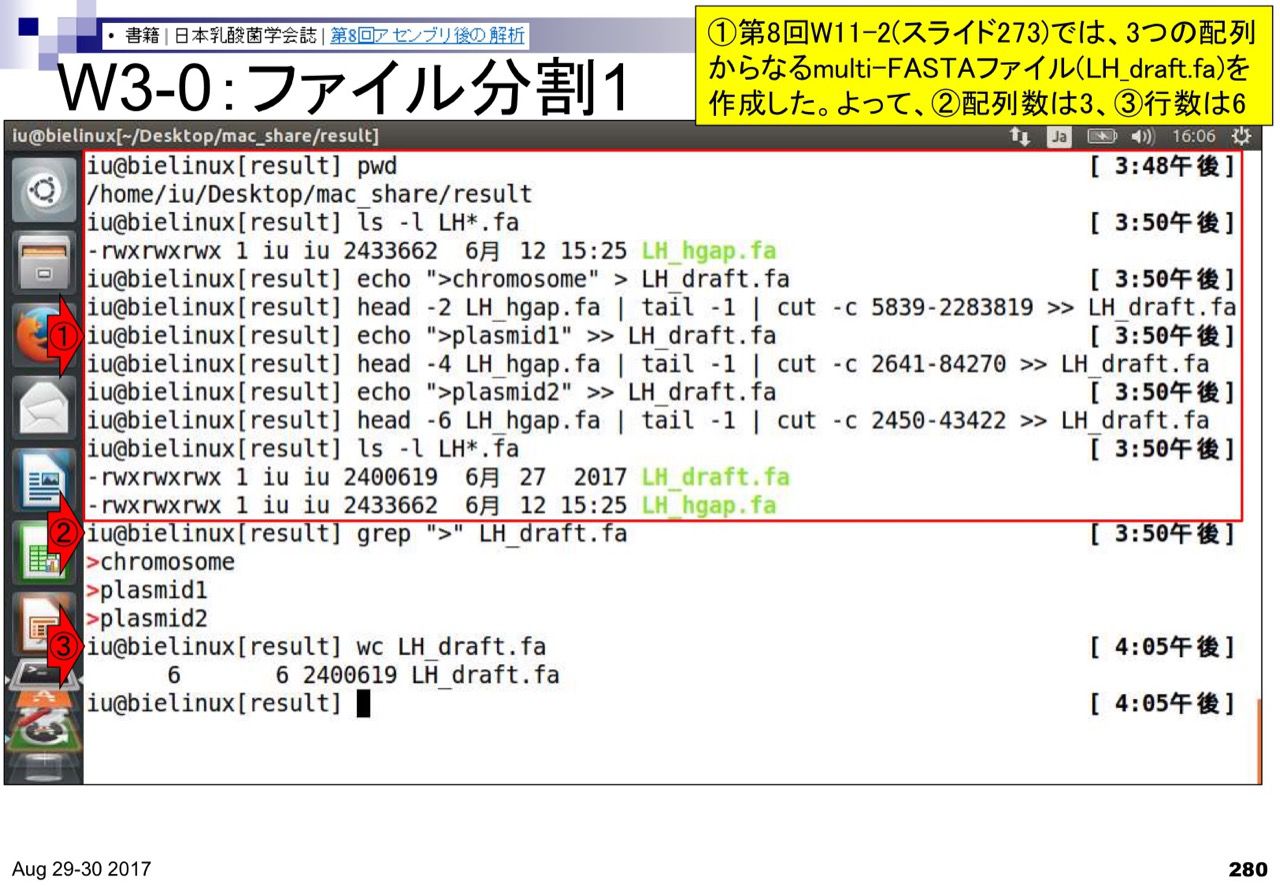 • 書籍 | 日本乳酸菌学会誌 | 第8回アセンブリ後の解析
W3-0：ファイル分割1
①第8回W11-2(スライド273)では、3つの配列
からなるmulti-FASTAファイル(LH_draft.fa)を
作成した。よって、②配列数は3、③行数は6
iu@bielinux[~/Desktop/mac_share/result] Ja 16:06
iu@bielinux[result] pwd [ 3:48午後]
/home/iu/Desktop/mac_share/result
iu@bielinux[result] ls -l LH*.fa [ 3:50午後]
-rwxrwxrwx 1 iu iu 2433662 6月 12 15:25 LH_hgap.fa
iu@bielinux[result] echo ">chromosome" > LH_draft.fa [ 3:50午後]
iu@bielinux[result] head -2 LH_hgap.fa | tail -1 | cut -c 5839-2283819 >> LH_draft.fa
① iu@bielinux[result] echo ">plasmid1" >> LH_draft.fa [ 3:50午後]
iu@bielinux[result] head -4 LH_hgap.fa | tail -1 | cut -c 2641-84270 >> LH_draft.fa
iu@bielinux[result] echo ">plasmid2" >> LH_draft.fa [ 3:50午後]
iu@bielinux[result] head -6 LH_hgap.fa | tail -1 | cut -c 2450-43422 >> LH_draft.fa
iu@bielinux[result] ls -l LH*.fa [ 3:50午後]
-rwxrwxrwx 1 iu iu 2400619 6月 27 2017 LH_draft.fa
-rwxrwxrwx 1 iu iu 2433662 6月 12 15:25 LH_hgap.fa
② iu@bielinux[result] grep ">" LH_draft.fa [ 3:50午後]
>chromosome
>plasmid1
>plasmid2
③ iu@bielinux[result] wc LH_draft.fa [ 4:05午後]
6 6 2400619 LH_draft.fa
iu@bielinux[result] [ 4:05午後]
Aug 29-30 2017
280